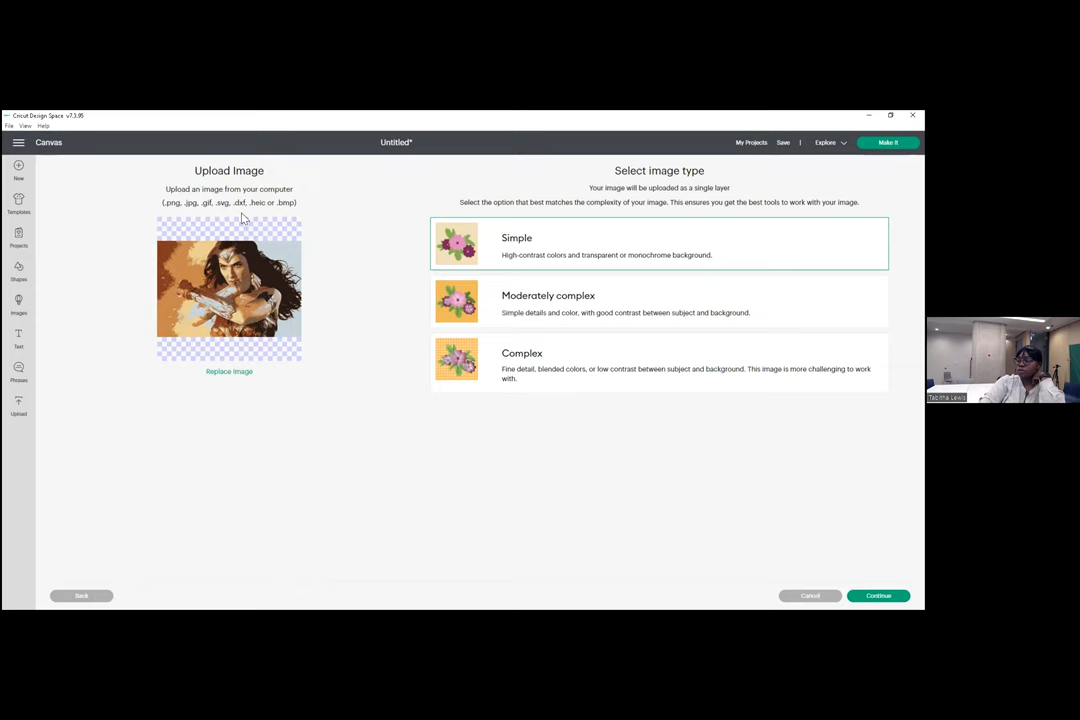 Cricut Design Space v7.3.95
File View Help
Canvas
Untitled*
My Projects Save | Explore Make It
New
Templates
Projects
Shapes
Images
Text
Phrases
Upload
Upload Image
Upload an image from your computer
(.png, .jpg, .gif, .svg, .dxf, .heic or .bmp)
Replace Image
Select image type
Your image will be uploaded as a single layer
Select the option that best matches the complexity of your image. This ensures you get the best tools to work with your image.
Simple
High-contrast colors and transparent or monochrome background.
Moderately complex
Simple details and color, with good contrast between subject and background.
Complex
Fine detail, blended colors, or low contrast between subject and background. This image is more challenging to work
with.
Back
Cancel
Continue
Tabitha Lewis